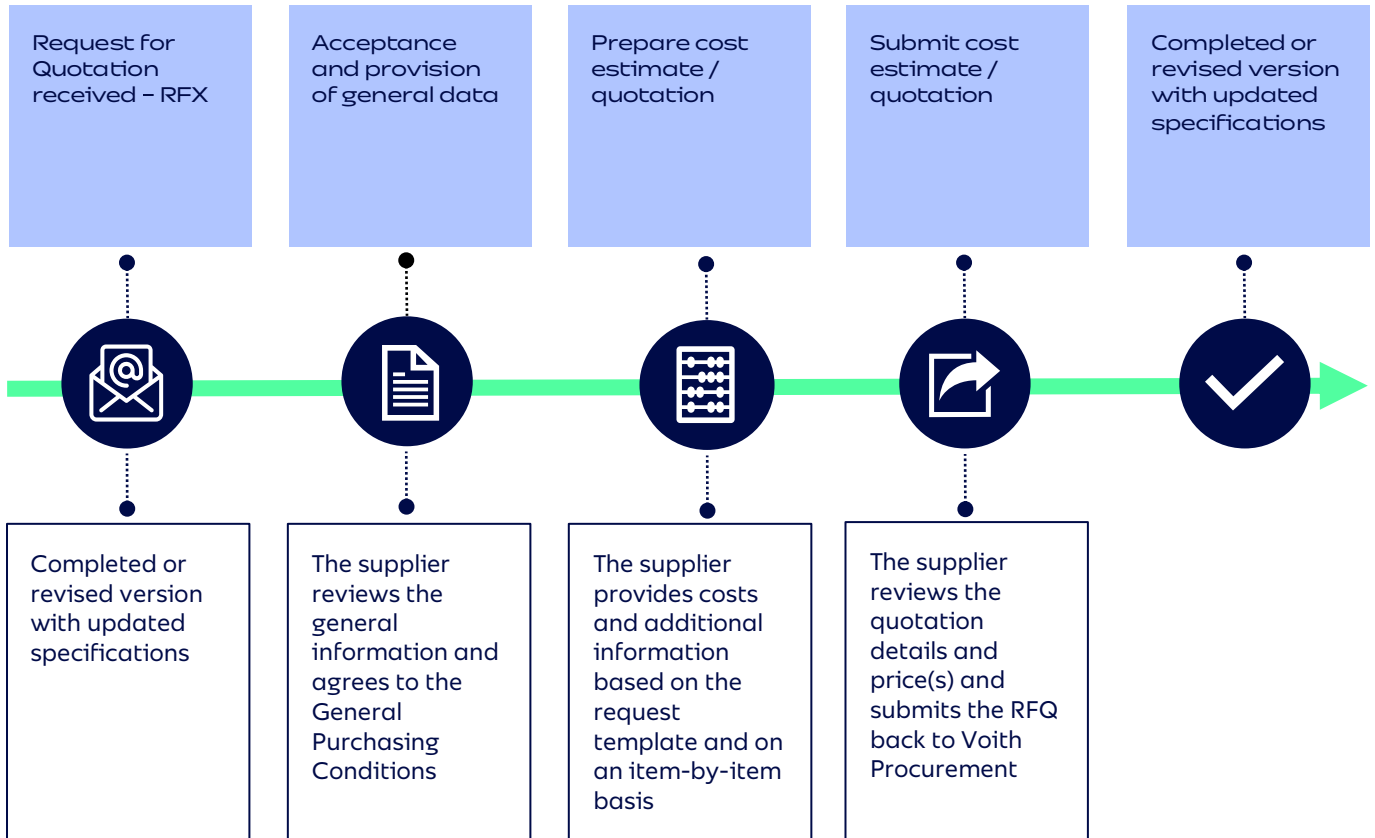 Request for
Quotation
received – RFX
Acceptance
and provision
of general data
Prepare cost
estimate /
quotation
Submit cost
estimate /
quotation
Completed or
revised version
with updated
specifications
@
Completed or
revised version
with updated
specifications
The supplier
reviews the
general
information and
agrees to the
General
Purchasing
Conditions
The supplier
provides costs
and additional
information
based on the
request
template and on
an item-by-item
basis
The supplier
reviews the
quotation
details and
price(s) and
submits the RFQ
back to Voith
Procurement